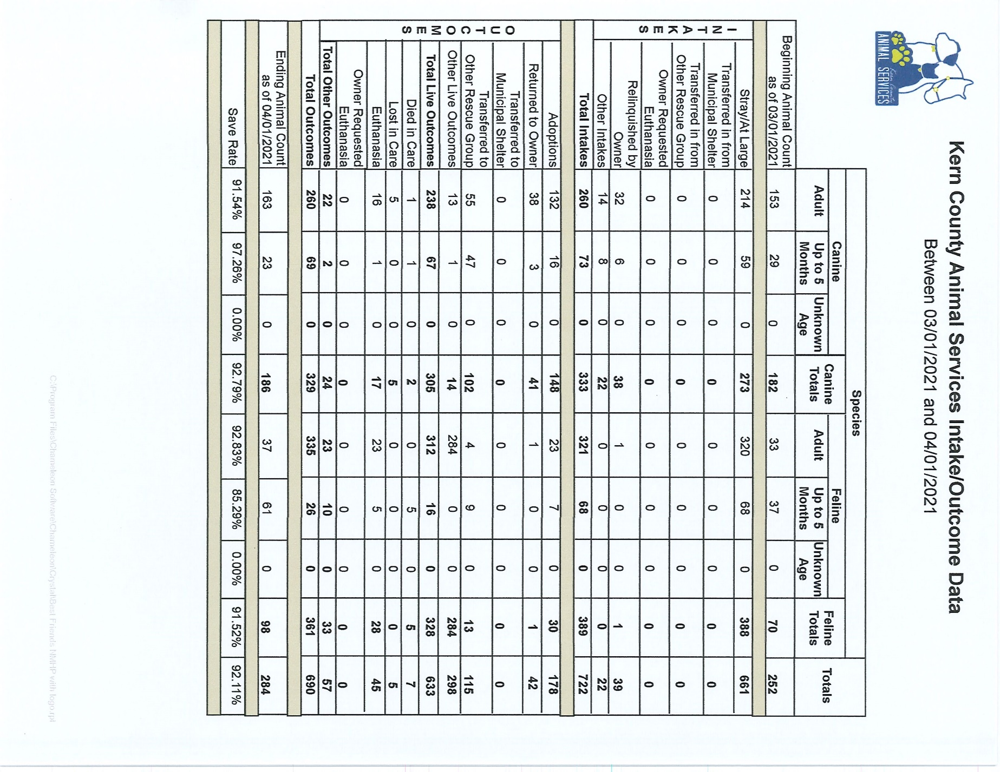 Kern County
ANIMAL SERVICES
Kern County Animal Services Intake/Outcome Data
Between 03/01/2021 and 04/01/2021
Species
Canine Canine Totals Feline Feline Totals Totals
Adult Up to 5 Months Unknown Age Adult Up to 5 Months Unknown Age
Beginning Animal Count
as of 03/01/2021 153 29 0 182 33 37 0 70 252
INTAKES
Stray/At Large 214 59 0 273 320 68 0 388 661
Transferred in from
Municipal Shelter 0 0 0 0 0 0 0 0 0
Transferred in from
Other Rescue Group 0 0 0 0 0 0 0 0 0
Owner Requested
Euthanasia 0 0 0 0 0 0 0 0 0
Relinquished by
Owner 32 6 0 38 1 0 0 1 39
Other Intakes 14 8 0 22 0 0 0 0 22
Total Intakes 260 73 0 333 321 68 0 389 722
OUTCOMES
Adoptions 132 16 0 148 23 7 0 30 178
Returned to Owner 38 3 0 41 1 0 0 1 42
Transferred to
Municipal Shelter 0 0 0 0 0 0 0 0 0
Transferred to
Other Rescue Group 55 47 0 102 4 9 0 13 115
Other Live Outcomes 13 1 0 14 284 0 0 284 298
Total Live Outcomes 238 67 0 305 312 16 0 328 633
Died in Care 1 1 0 2 0 5 0 5 7
Lost in Care 5 0 0 5 0 0 0 0 5
Euthanasia 16 1 0 17 23 5 0 28 45
Owner Requested
Euthanasia 0 0 0 0 0 0 0 0 0
Total Other Outcomes 22 2 0 24 23 10 0 33 57
Total Outcomes 260 69 0 329 335 26 0 361 690
Ending Animal Count
as of 04/01/2021 163 23 0 186 37 61 0 98 284
Save Rate 91.54% 97.26% 0.00% 92.79% 92.83% 85.29% 0.00% 91.52% 92.11%
C:\Program Files\Chameleon Software\Chameleon\Crystal\Best Friends NMHP with logo.rpt